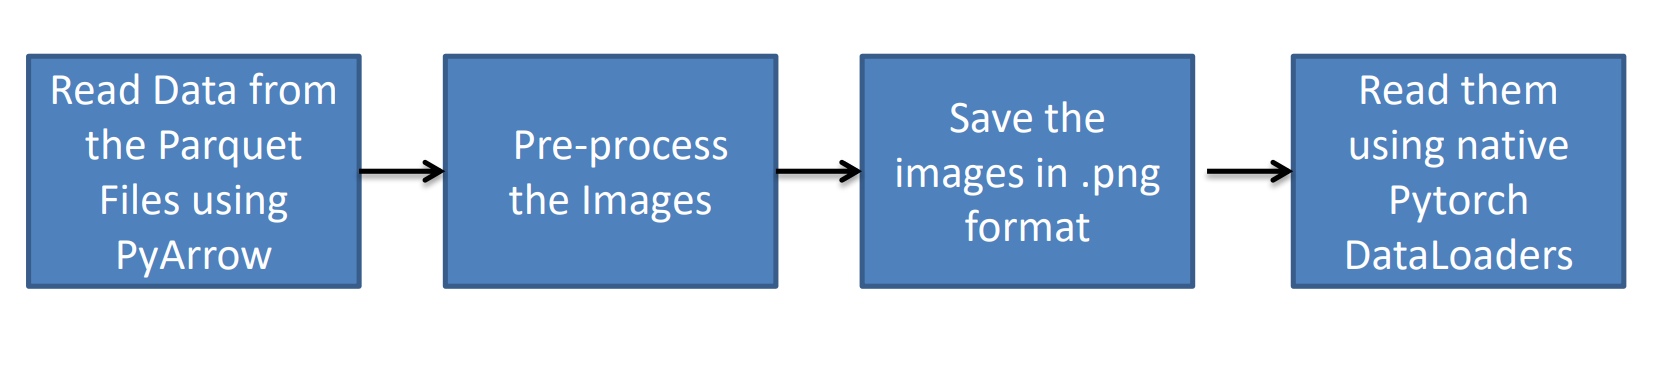 Read Data from
the Parquet
Files using
PyArrow
Pre-process
the Images
Save the
images in .png
format
Read them
using native
Pytorch
DataLoaders